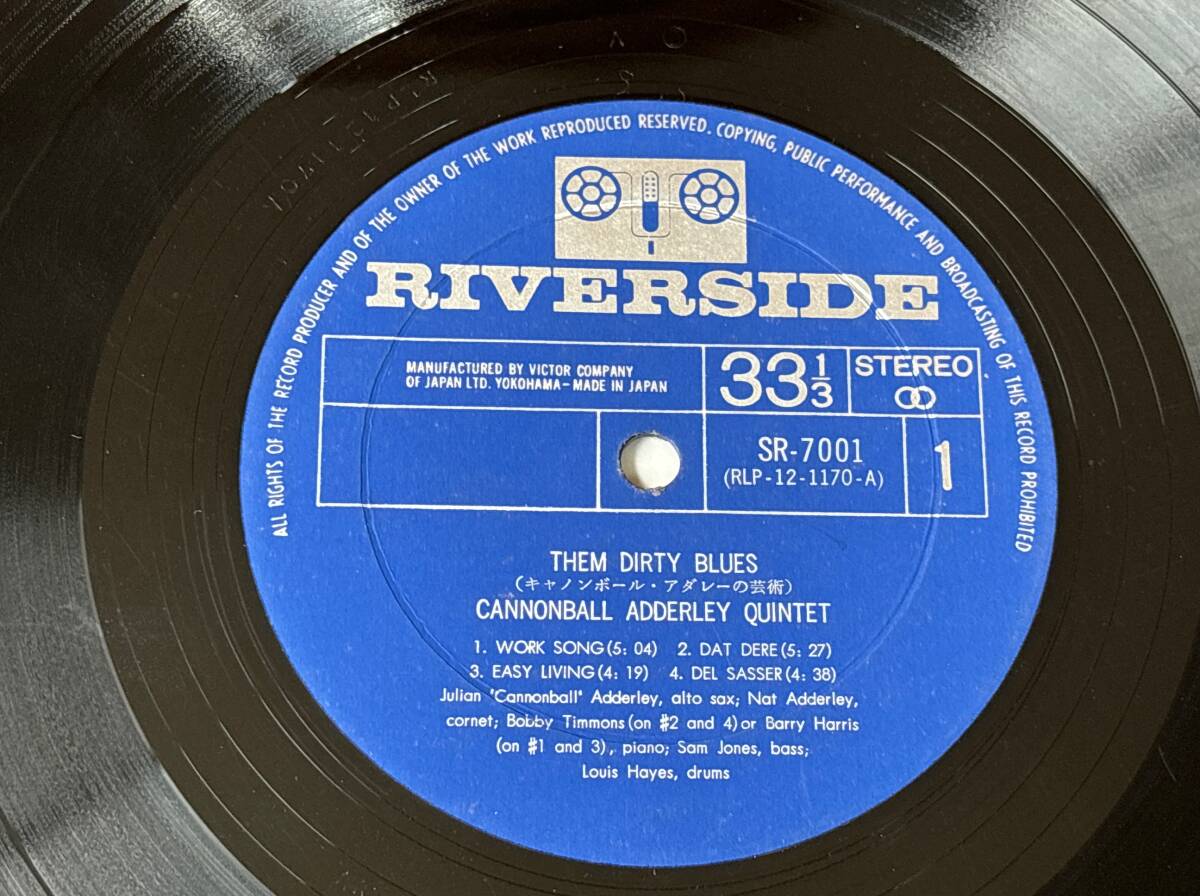 ALL RIGHTS OF THE RECORD PRODUCER AND OF THE OWNER OF THE WORK REPRODUCED RESERVED. COPYING, PUBLIC PERFORMANCE AND BROADCASTING OF THIS RECORD PROHIBITED
RIVERSIDE
MANUFACTURED BY VICTOR COMPANY
OF JAPAN LTD. YOKOHAMA-MADE IN JAPAN
33 1/3
STEREO
SR-7001
(RLP-12-1170-A)
1
THEM DIRTY BLUES
(キャノンボール・アダレーの芸術)
CANNONBALL ADDERLEY QUINTET
1. WORK SONG(5: 04) 2. DAT DERE(5: 27)
3. EASY LIVING(4: 19) 4. DEL SASSER(4: 38)
Julian "Cannonball" Adderley, alto sax; Nat Adderley,
cornet; Bobby Timmons(on #2 and 4)or Barry Harris
(on #1 and 3), piano; Sam Jones, bass;
Louis Hayes, drums